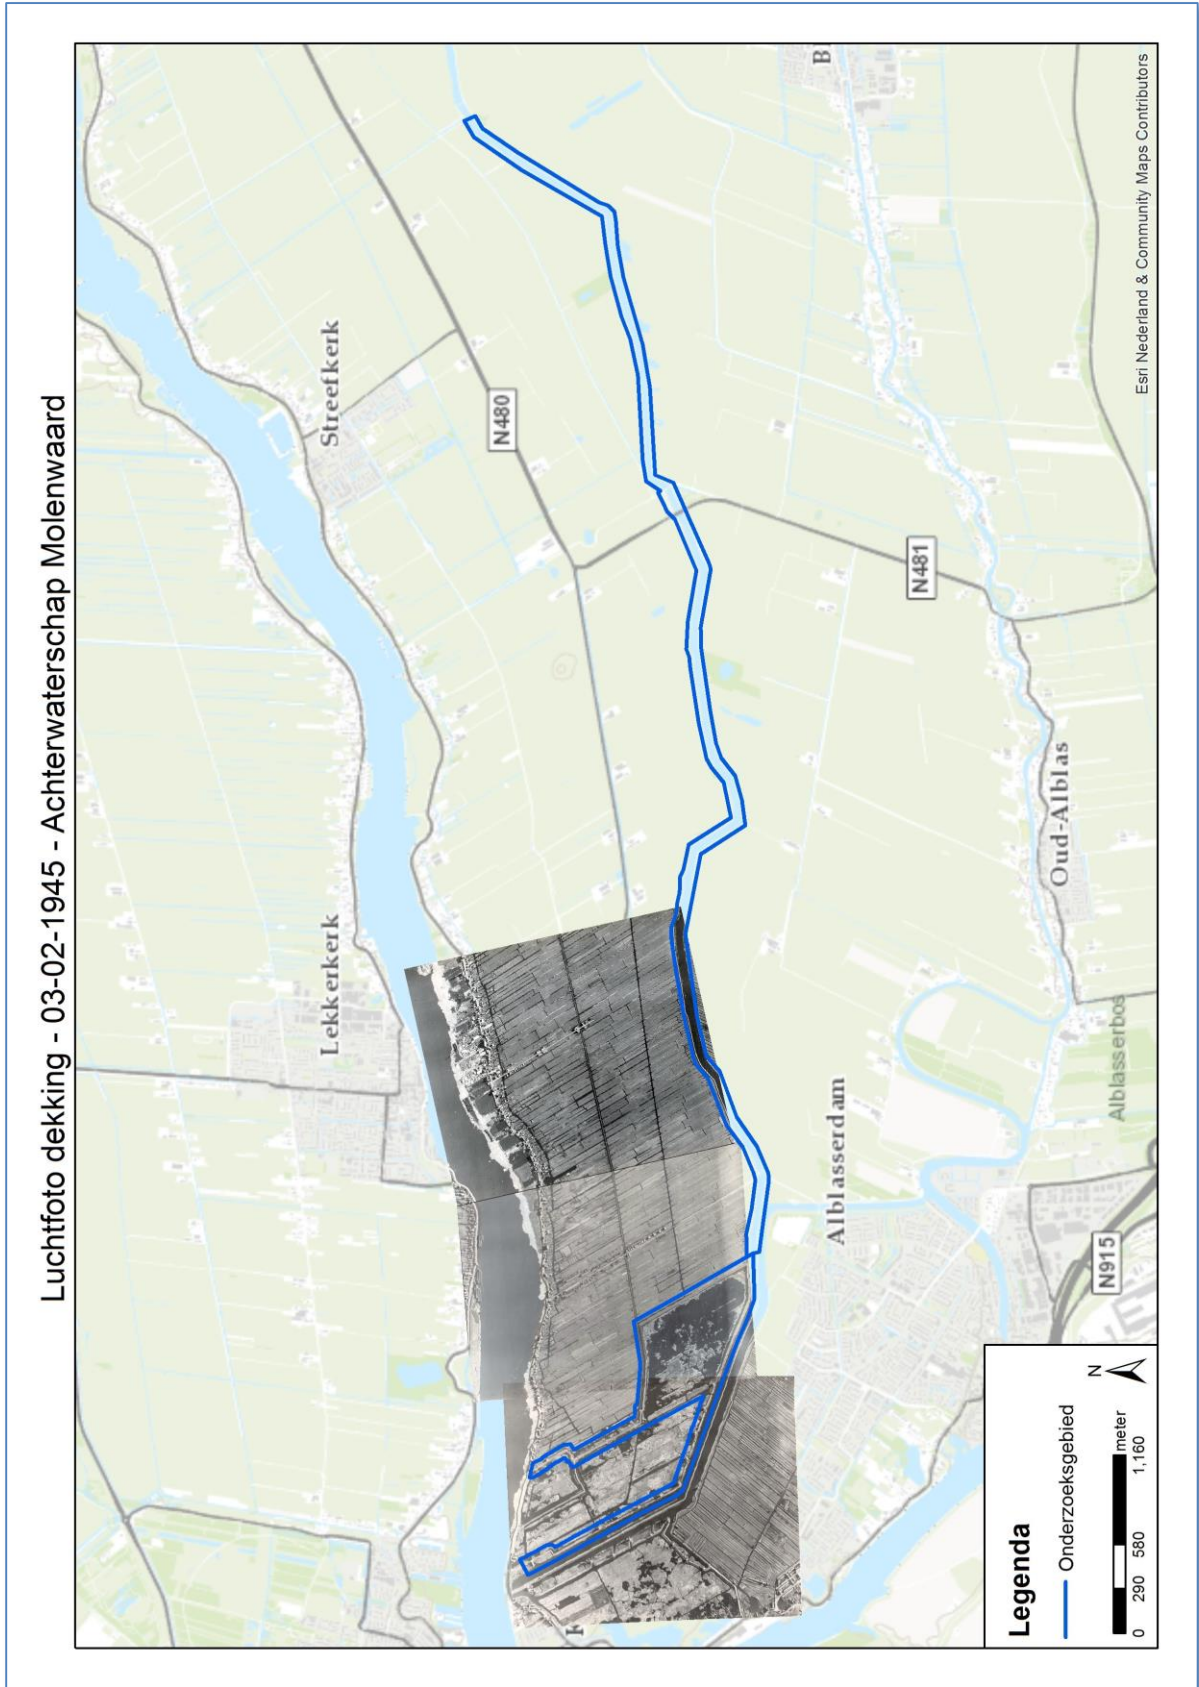 Luchtfoto dekking - 03-02-1945 - Achterwaterschap Molenwaard
Streefkerk
Lekkerkerk
N480
N481
Oud-Alblas
Alblasserdam
Alblasserbos
N915
B
K
Legenda
Onderzoeksgebied
N
0 290 580 1,160
meter
Esri Nederland & Community Maps Contributors